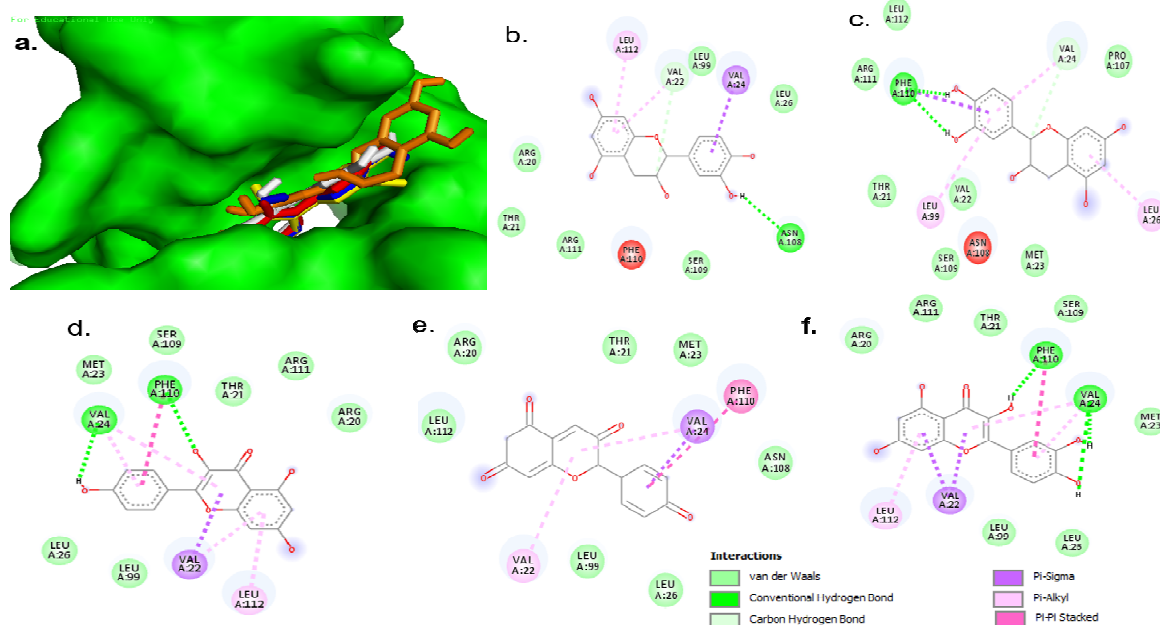 For Educational Use Only
a.
b.
LEU
A:112
VAL
A:22
LEU
A:99
VAL
A:24
LEU
A:26
ARG
A:20
THR
A:21
ARG
A:111
PHE
A:110
SER
A:109
ASN
A:108
H
c.
LEU
A:112
VAL
A:24
PRO
A:107
ARG
A:111
PHE
A:110
H
H
THR
A:21
LEU
A:99
VAL
A:22
LEU
A:26
SER
A:109
ASN
A:108
MET
A:23
d.
SER
A:109
MET
A:23
PHE
A:110
THR
A:21
ARG
A:111
VAL
A:24
ARG
A:20
H
LEU
A:26
LEU
A:99
VAL
A:22
LEU
A:112
e.
ARG
A:20
THR
A:21
MET
A:23
PHE
A:110
LEU
A:112
VAL
A:24
ASN
A:108
VAL
A:22
LEU
A:99
LEU
A:26
f.
ARG
A:111
THR
A:21
SER
A:109
ARG
A:20
PHE
A:110
H
VAL
A:24
MET
A:23
H
H
LEU
A:112
VAL
A:22
LEU
A:99
LEU
Interactions
van der Waals
Conventional Hydrogen Bond
Carbon Hydrogen Bond
Pi-Sigma
Pi-Alkyl
Pi-Pi Stacked